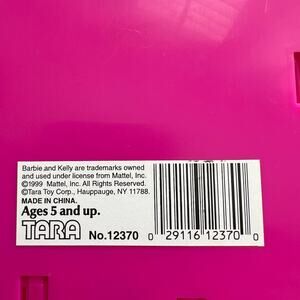 Barbie and Kelly are trademarks owned
and used under license from Mattel, Inc.
©1999 Mattel, Inc. All Rights Reserved.
©Tara Toy Corp., Hauppauge, NY 11788.
MADE IN CHINA.
Ages 5 and up.
TARA No.12370
0 29116 12370 0